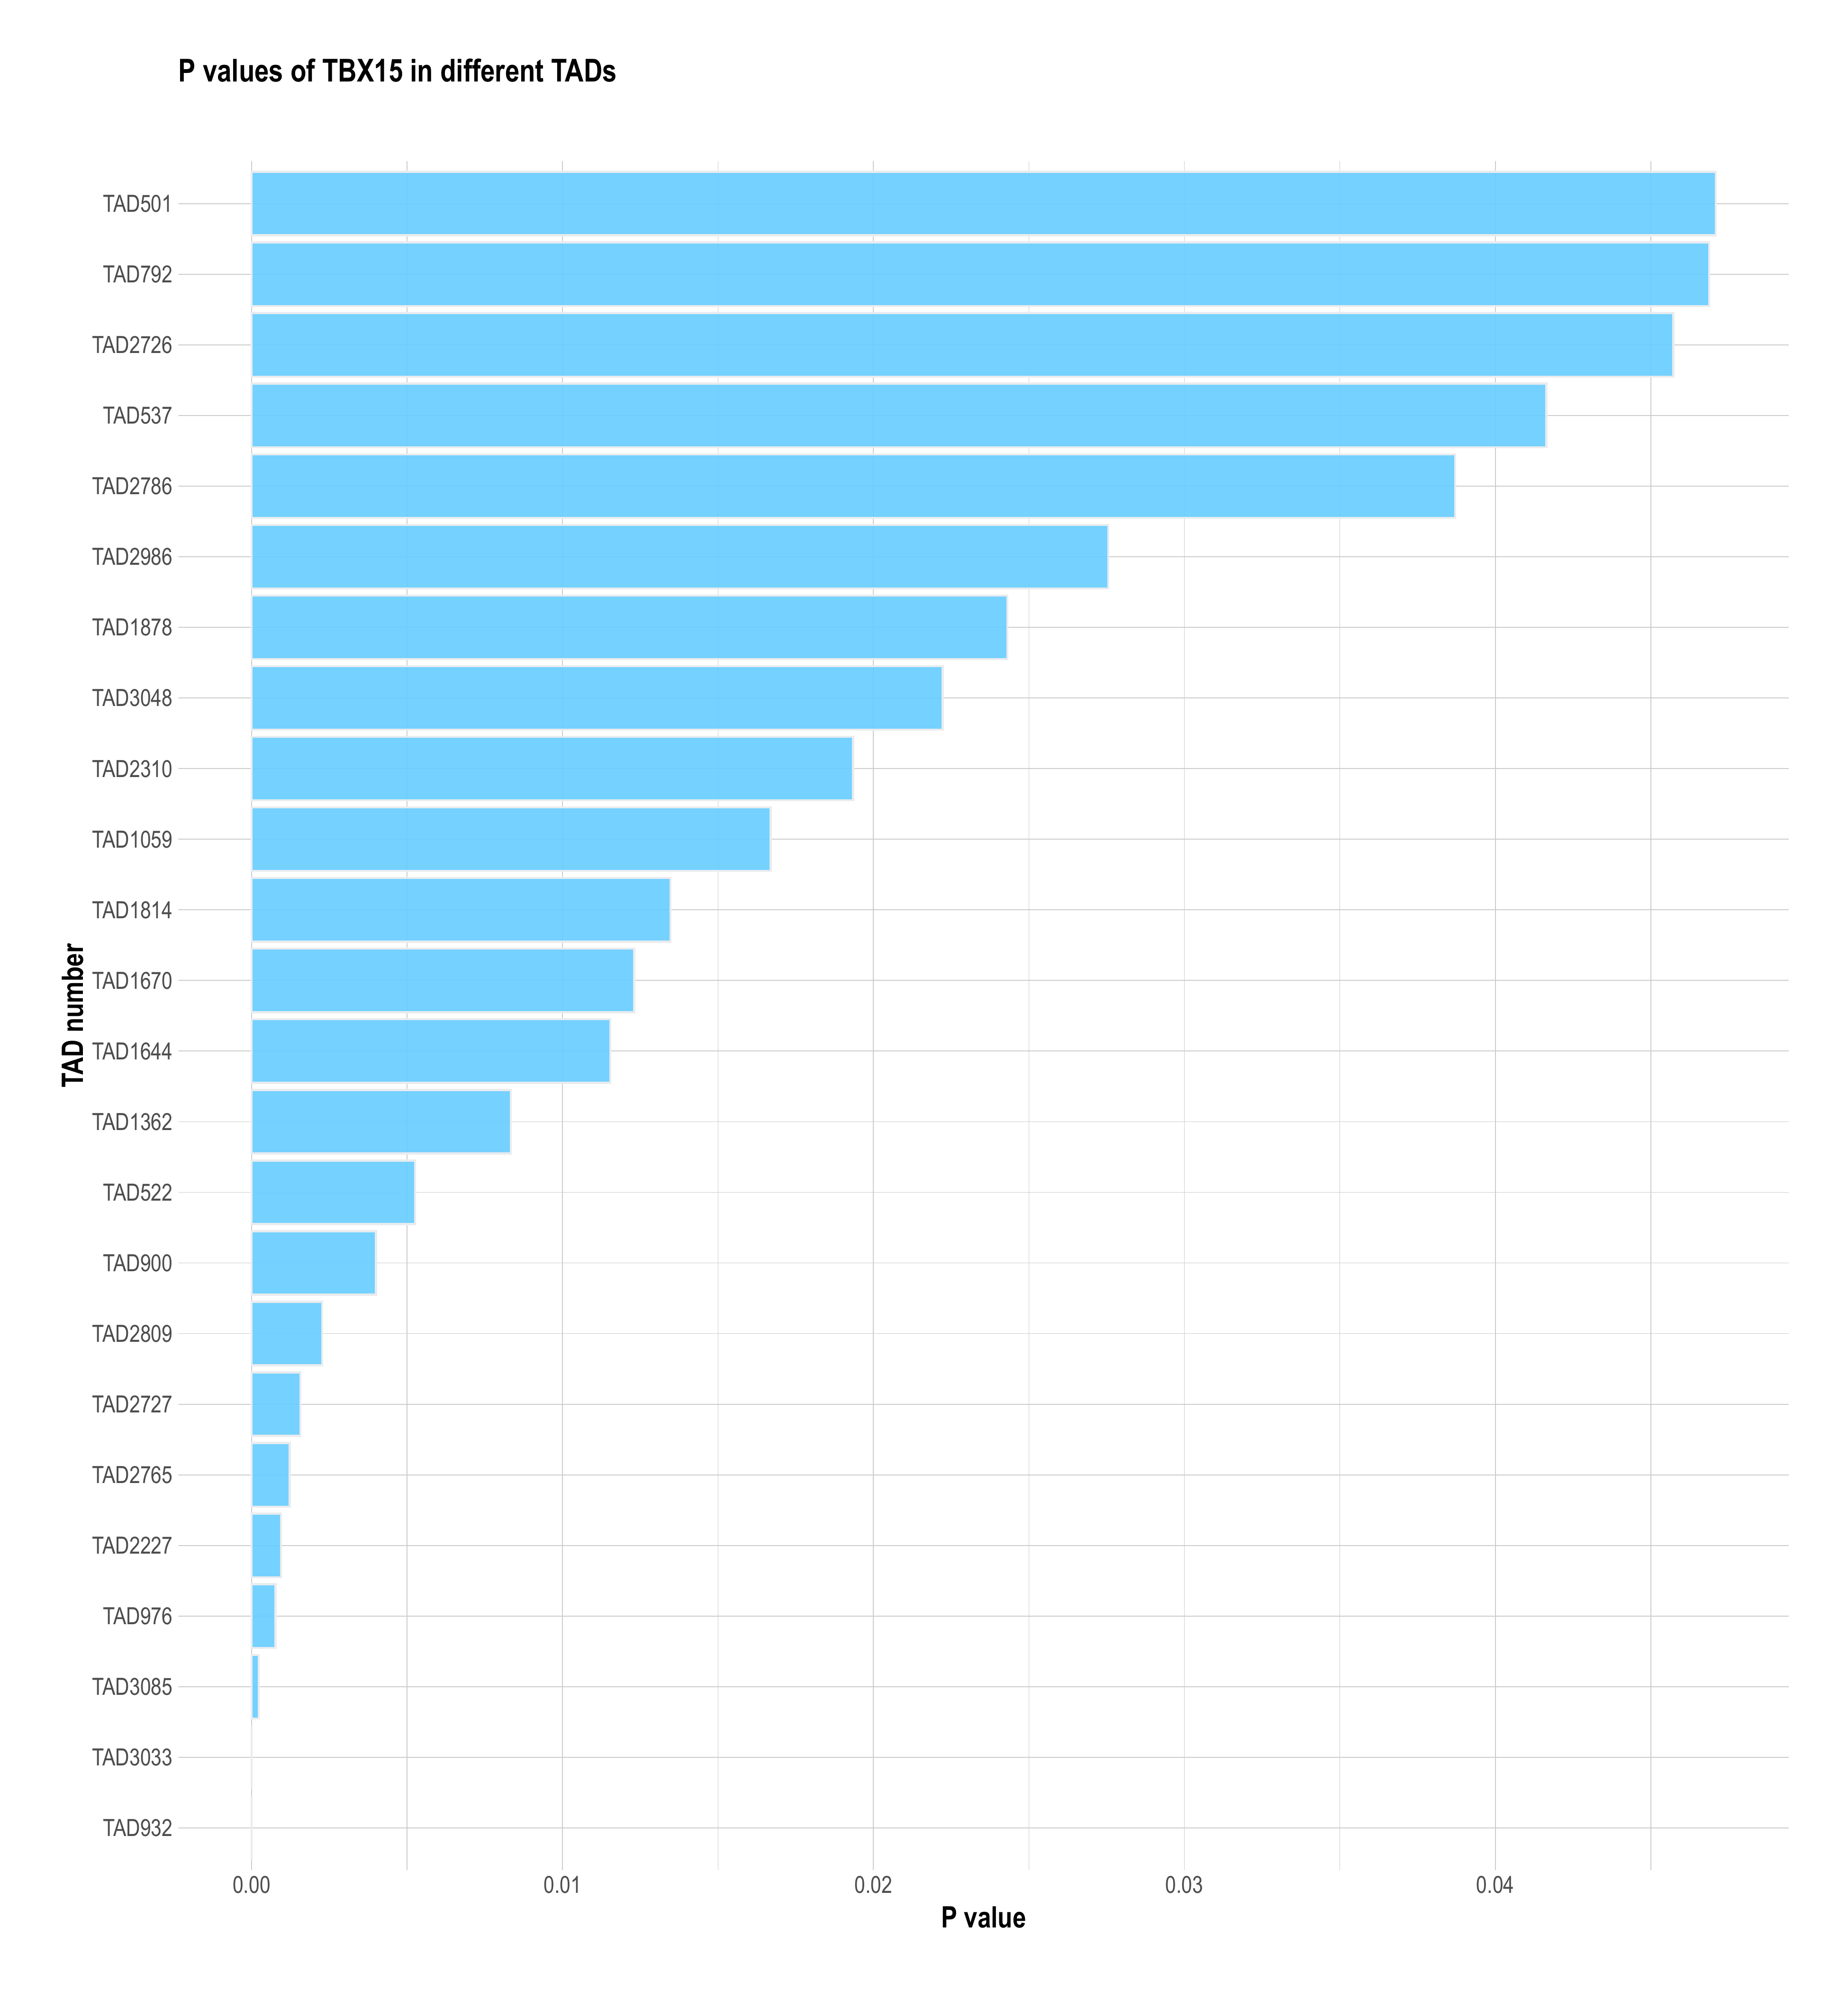 P values of TBX15 in different TADs
TAD501
TAD792
TAD2726
TAD537
TAD2786
TAD2986
TAD1878
TAD3048
TAD2310
TAD1059
TAD1814
TAD1670
TAD1644
TAD1362
TAD522
TAD900
TAD2809
TAD2727
TAD2765
TAD2227
TAD976
TAD3085
TAD3033
TAD932
TAD number
0.00 0.01 0.02 0.03 0.04
P value